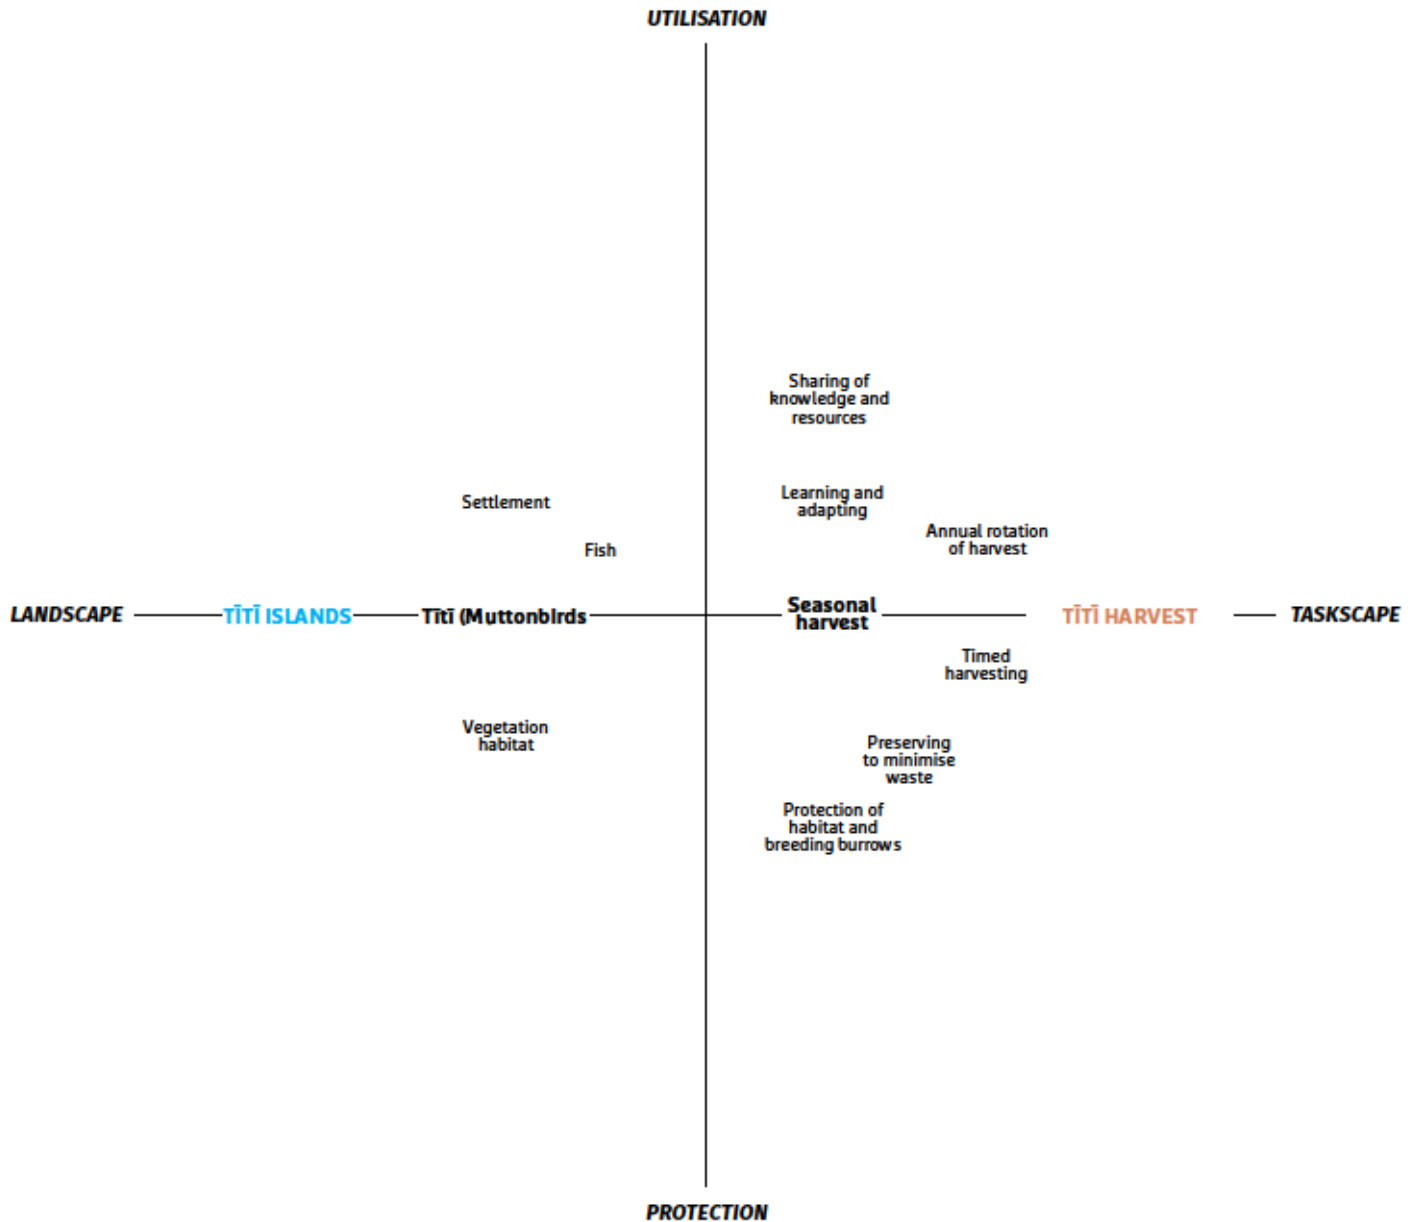 UTILISATION
Sharing of
knowledge and
resources
Settlement
Learning and
adapting
Fish
Annual rotation
of harvest
LANDSCAPE
TĪTĪ ISLANDS
Tītī (Muttonbirds
Seasonal
harvest
TĪTĪ HARVEST
TASKSCAPE
Timed
harvesting
Vegetation
habitat
Preserving
to minimise
waste
Protection of
habitat and
breeding burrows
PROTECTION